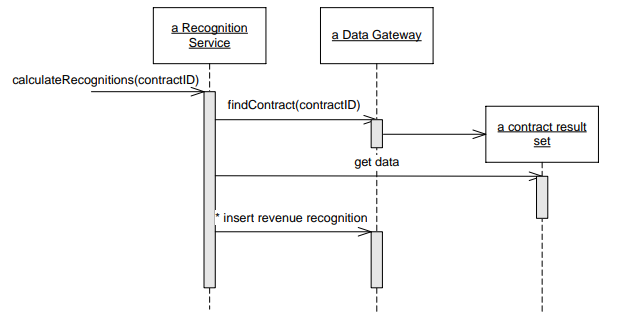 a Recognition
Service
a Data Gateway
calculateRecognitions(contractID)
findContract(contractID)
a contract result
set
get data
* insert revenue recognition